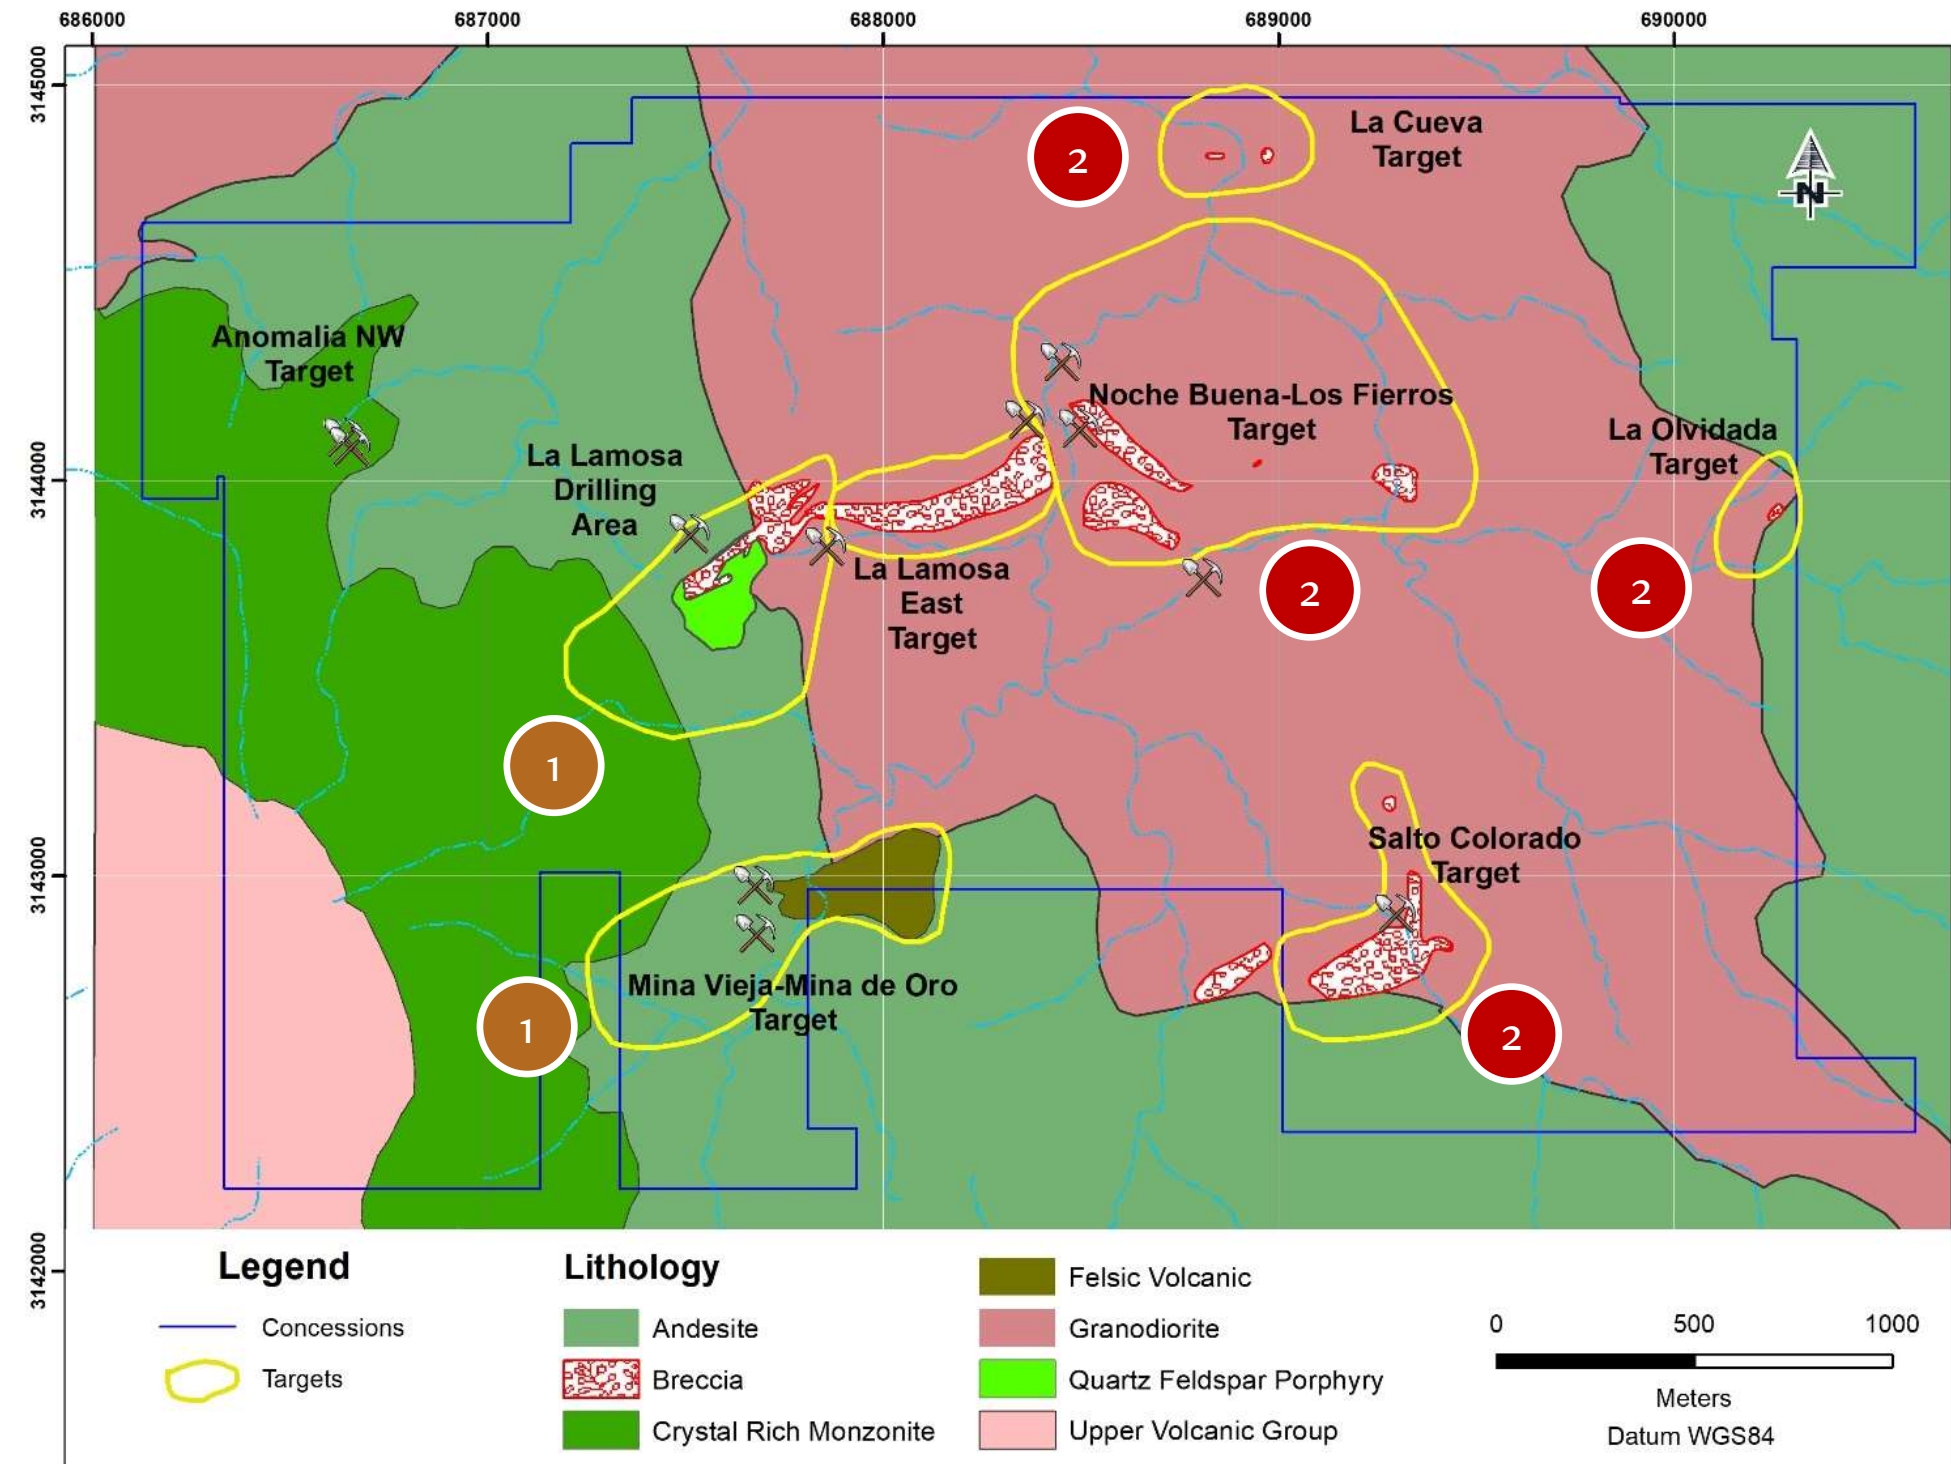 686000
687000
688000
689000
690000
3145000
3144000
3143000
3142000
La Cueva
Target
2
N
Anomalia NW
Target
Noche Buena-Los Fierros
Target
La Olvidada
Target
La Lamosa
Drilling
Area
La Lamosa
East
Target
2
2
1
Salto Colorado
Target
Mina Vieja-Mina de Oro
Target
1
2
Legend
Concessions
Targets
Lithology
Andesite
Breccia
Crystal Rich Monzonite
Felsic Volcanic
Granodiorite
Quartz Feldspar Porphyry
Upper Volcanic Group
0 500 1000
Meters
Datum WGS84